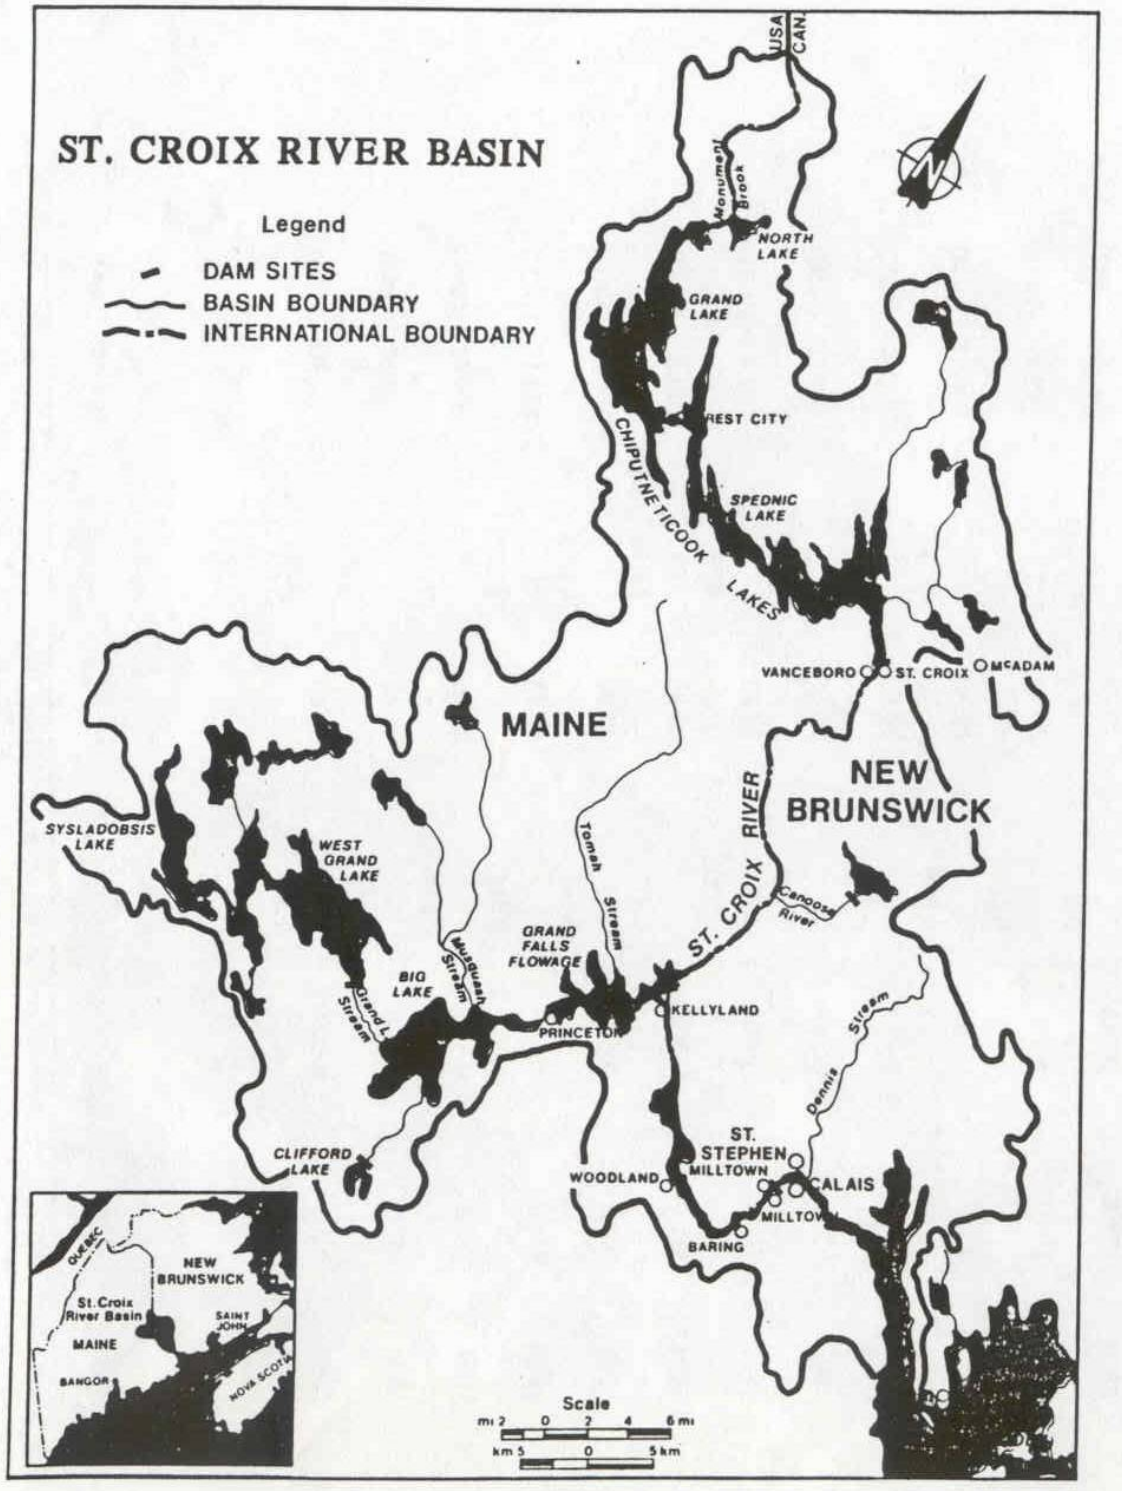 USA
CAN.
ST. CROIX RIVER BASIN
Legend
DAM SITES
BASIN BOUNDARY
INTERNATIONAL BOUNDARY
N
Monument
Brook
NORTH
LAKE
GRAND
LAKE
REST CITY
CHIPUTNETICOOK
LAKES
SPEDNIC
LAKE
VANCEBORO
ST. CROIX
McADAM
MAINE
NEW
BRUNSWICK
ST. CROIX
RIVER
SYSLADOBSIS
LAKE
WEST
GRAND
LAKE
Tomah
Stream
Canoose
River
GRAND
FALLS
FLOWAGE
BIG
LAKE
Musquash
Stream
Grand L.
Stream
PRINCETON
KELLYLAND
Dennis
Stream
CLIFFORD
LAKE
ST.
STEPHEN
MILLTOWN
WOODLAND
CALAIS
MILLTOWN
BARING
QUEBEC
NEW
BRUNSWICK
St. Croix
River Basin
SAINT
JOHN
MAINE
BANGOR
NOVA SCOTIA
Scale
mi 2 0 2 4 6 mi
km 5 0 5 km